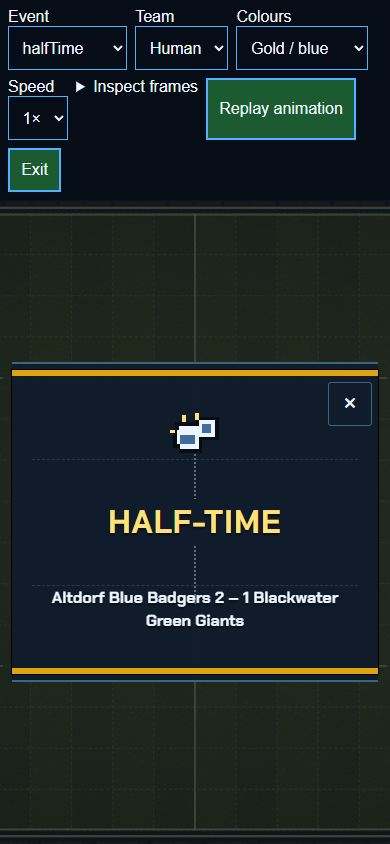 Event Team Colours
halfTime Human Gold / blue
Speed ▶ Inspect frames
1× Replay animation
Exit
×
HALF-TIME
Altdorf Blue Badgers 2 – 1 Blackwater
Green Giants